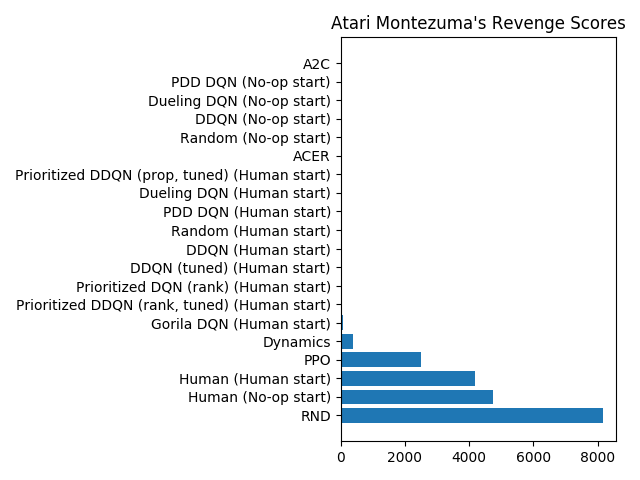 Atari Montezuma's Revenge Scores
A2C
PDD DQN (No-op start)
Dueling DQN (No-op start)
DDQN (No-op start)
Random (No-op start)
ACER
Prioritized DDQN (prop, tuned) (Human start)
Dueling DQN (Human start)
PDD DQN (Human start)
Random (Human start)
DDQN (Human start)
DDQN (tuned) (Human start)
Prioritized DQN (rank) (Human start)
Prioritized DDQN (rank, tuned) (Human start)
Gorila DQN (Human start)
Dynamics
PPO
Human (Human start)
Human (No-op start)
RND
0 2000 4000 6000 8000